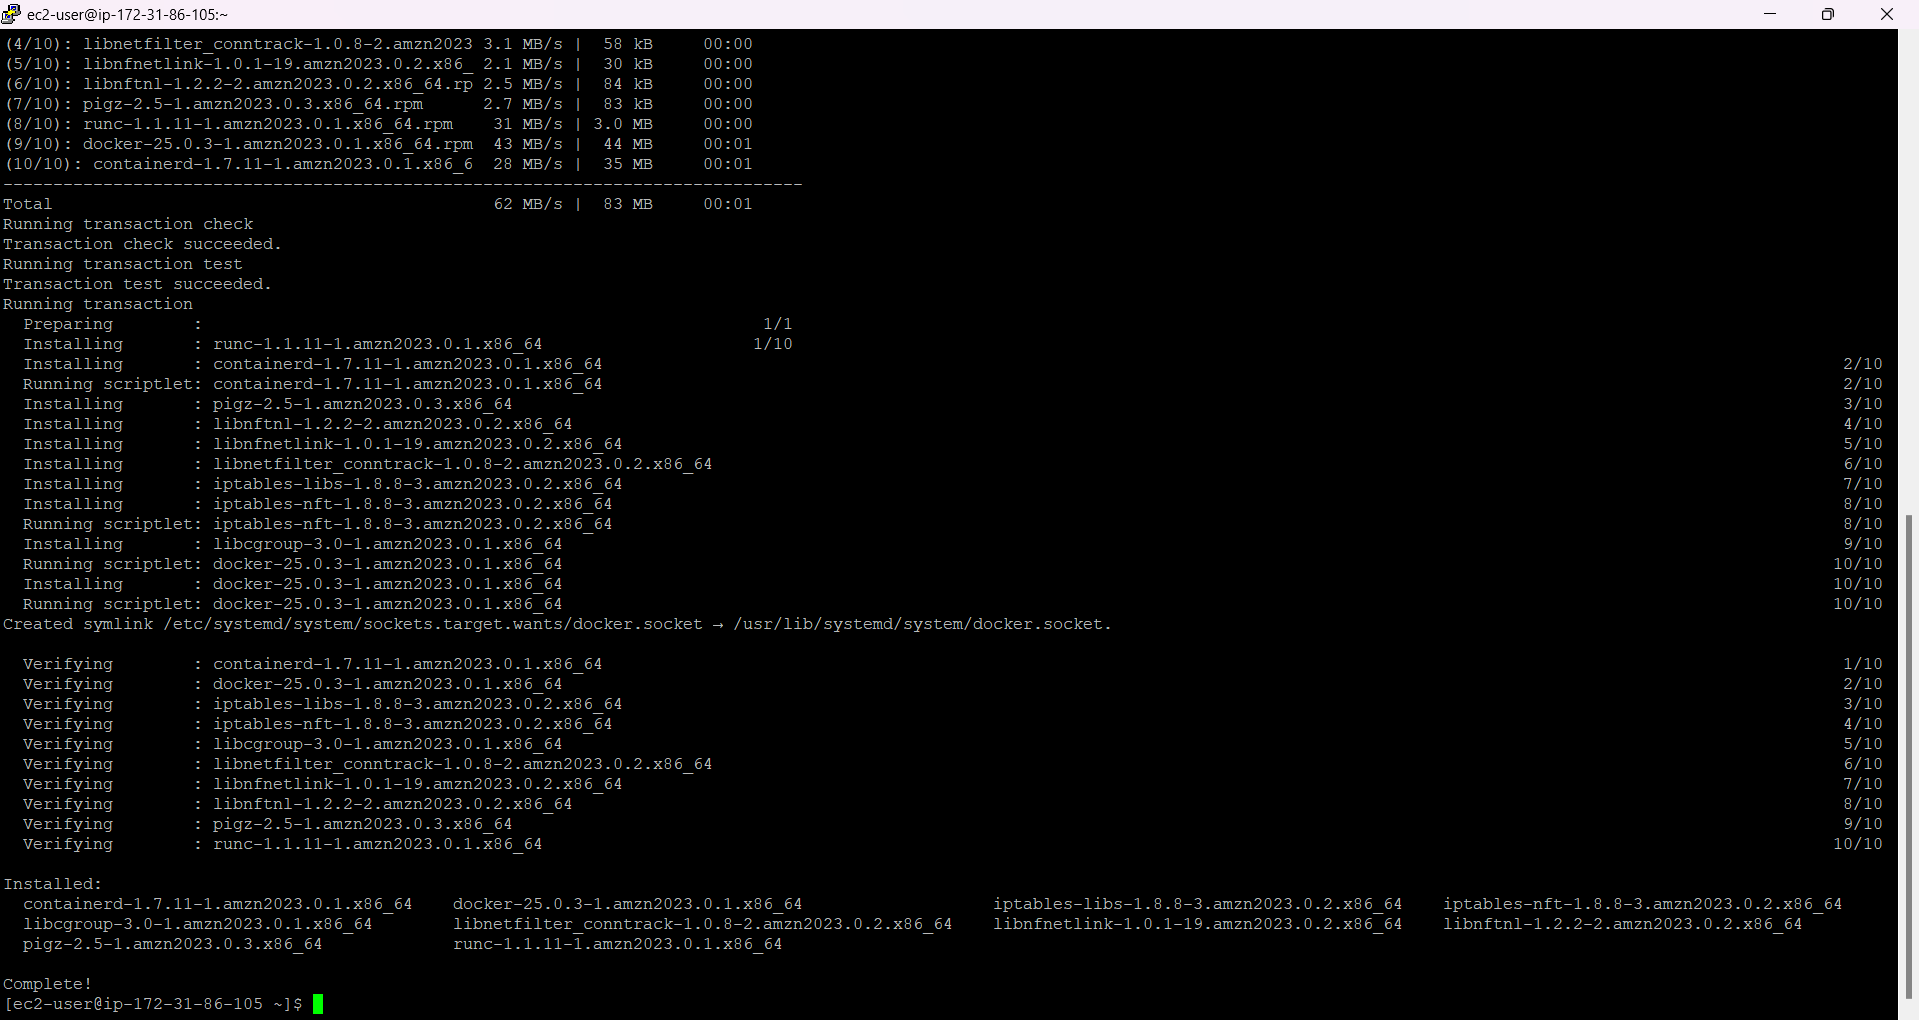 ec2-user@ip-172-31-86-105:~
(4/10): libnetfilter_conntrack-1.0.8-2.amzn2023 3.1 MB/s |  58 kB     00:00
(5/10): libnfnetlink-1.0.1-19.amzn2023.0.2.x86_ 2.1 MB/s |  30 kB     00:00
(6/10): libnftnl-1.2.2-2.amzn2023.0.2.x86_64.rp 2.5 MB/s |  84 kB     00:00
(7/10): pigz-2.5-1.amzn2023.0.3.x86_64.rpm      2.7 MB/s |  83 kB     00:00
(8/10): runc-1.1.11-1.amzn2023.0.1.x86_64.rpm    31 MB/s | 3.0 MB     00:00
(9/10): docker-25.0.3-1.amzn2023.0.1.x86_64.rpm  43 MB/s |  44 MB     00:01
(10/10): containerd-1.7.11-1.amzn2023.0.1.x86_6  28 MB/s |  35 MB     00:01
--------------------------------------------------------------------------------
Total                                            62 MB/s |  83 MB     00:01
Running transaction check
Transaction check succeeded.
Running transaction test
Transaction test succeeded.
Running transaction
  Preparing        :                                                        1/1
  Installing       : runc-1.1.11-1.amzn2023.0.1.x86_64                     1/10
  Installing       : containerd-1.7.11-1.amzn2023.0.1.x86_64 2/10
  Running scriptlet: containerd-1.7.11-1.amzn2023.0.1.x86_64 2/10
  Installing       : pigz-2.5-1.amzn2023.0.3.x86_64 3/10
  Installing       : libnftnl-1.2.2-2.amzn2023.0.2.x86_64 4/10
  Installing       : libnfnetlink-1.0.1-19.amzn2023.0.2.x86_64 5/10
  Installing       : libnetfilter_conntrack-1.0.8-2.amzn2023.0.2.x86_64 6/10
  Installing       : iptables-libs-1.8.8-3.amzn2023.0.2.x86_64 7/10
  Installing       : iptables-nft-1.8.8-3.amzn2023.0.2.x86_64 8/10
  Running scriptlet: iptables-nft-1.8.8-3.amzn2023.0.2.x86_64 8/10
  Installing       : libcgroup-3.0-1.amzn2023.0.1.x86_64 9/10
  Running scriptlet: docker-25.0.3-1.amzn2023.0.1.x86_64 10/10
  Installing       : docker-25.0.3-1.amzn2023.0.1.x86_64 10/10
  Running scriptlet: docker-25.0.3-1.amzn2023.0.1.x86_64 10/10
Created symlink /etc/systemd/system/sockets.target.wants/docker.socket → /usr/lib/systemd/system/docker.socket.
  Verifying        : containerd-1.7.11-1.amzn2023.0.1.x86_64 1/10
  Verifying        : docker-25.0.3-1.amzn2023.0.1.x86_64 2/10
  Verifying        : iptables-libs-1.8.8-3.amzn2023.0.2.x86_64 3/10
  Verifying        : iptables-nft-1.8.8-3.amzn2023.0.2.x86_64 4/10
  Verifying        : libcgroup-3.0-1.amzn2023.0.1.x86_64 5/10
  Verifying        : libnetfilter_conntrack-1.0.8-2.amzn2023.0.2.x86_64 6/10
  Verifying        : libnfnetlink-1.0.1-19.amzn2023.0.2.x86_64 7/10
  Verifying        : libnftnl-1.2.2-2.amzn2023.0.2.x86_64 8/10
  Verifying        : pigz-2.5-1.amzn2023.0.3.x86_64 9/10
  Verifying        : runc-1.1.11-1.amzn2023.0.1.x86_64 10/10
Installed:
  containerd-1.7.11-1.amzn2023.0.1.x86_64    docker-25.0.3-1.amzn2023.0.1.x86_64    iptables-libs-1.8.8-3.amzn2023.0.2.x86_64    iptables-nft-1.8.8-3.amzn2023.0.2.x86_64
  libcgroup-3.0-1.amzn2023.0.1.x86_64    libnetfilter_conntrack-1.0.8-2.amzn2023.0.2.x86_64    libnfnetlink-1.0.1-19.amzn2023.0.2.x86_64    libnftnl-1.2.2-2.amzn2023.0.2.x86_64
  pigz-2.5-1.amzn2023.0.3.x86_64    runc-1.1.11-1.amzn2023.0.1.x86_64
Complete!
[ec2-user@ip-172-31-86-105 ~]$